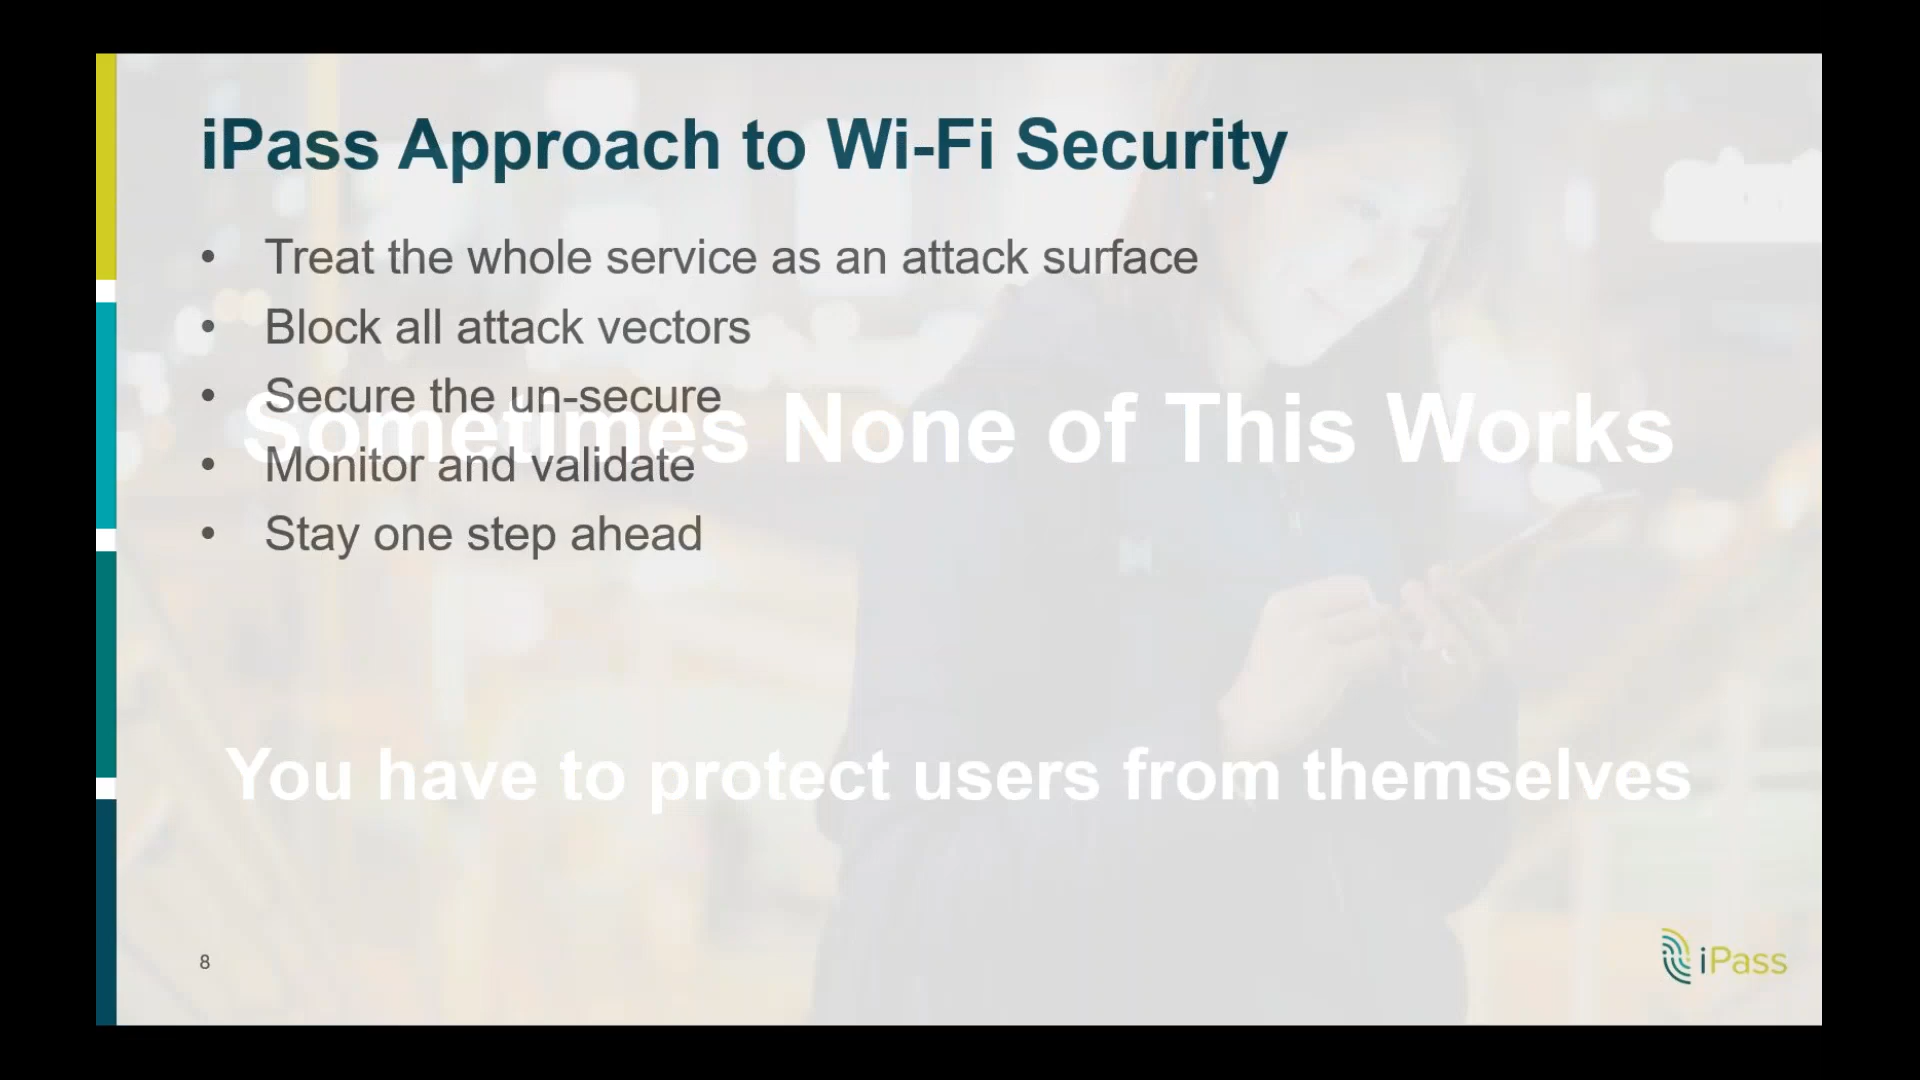 iPass Approach to Wi-Fi Security
• Treat the whole service as an attack surface
• Block all attack vectors
• Secure the un-secure
Sometimes None of This Works
• Monitor and validate
• Stay one step ahead
You have to protect users from themselves
8
iPass